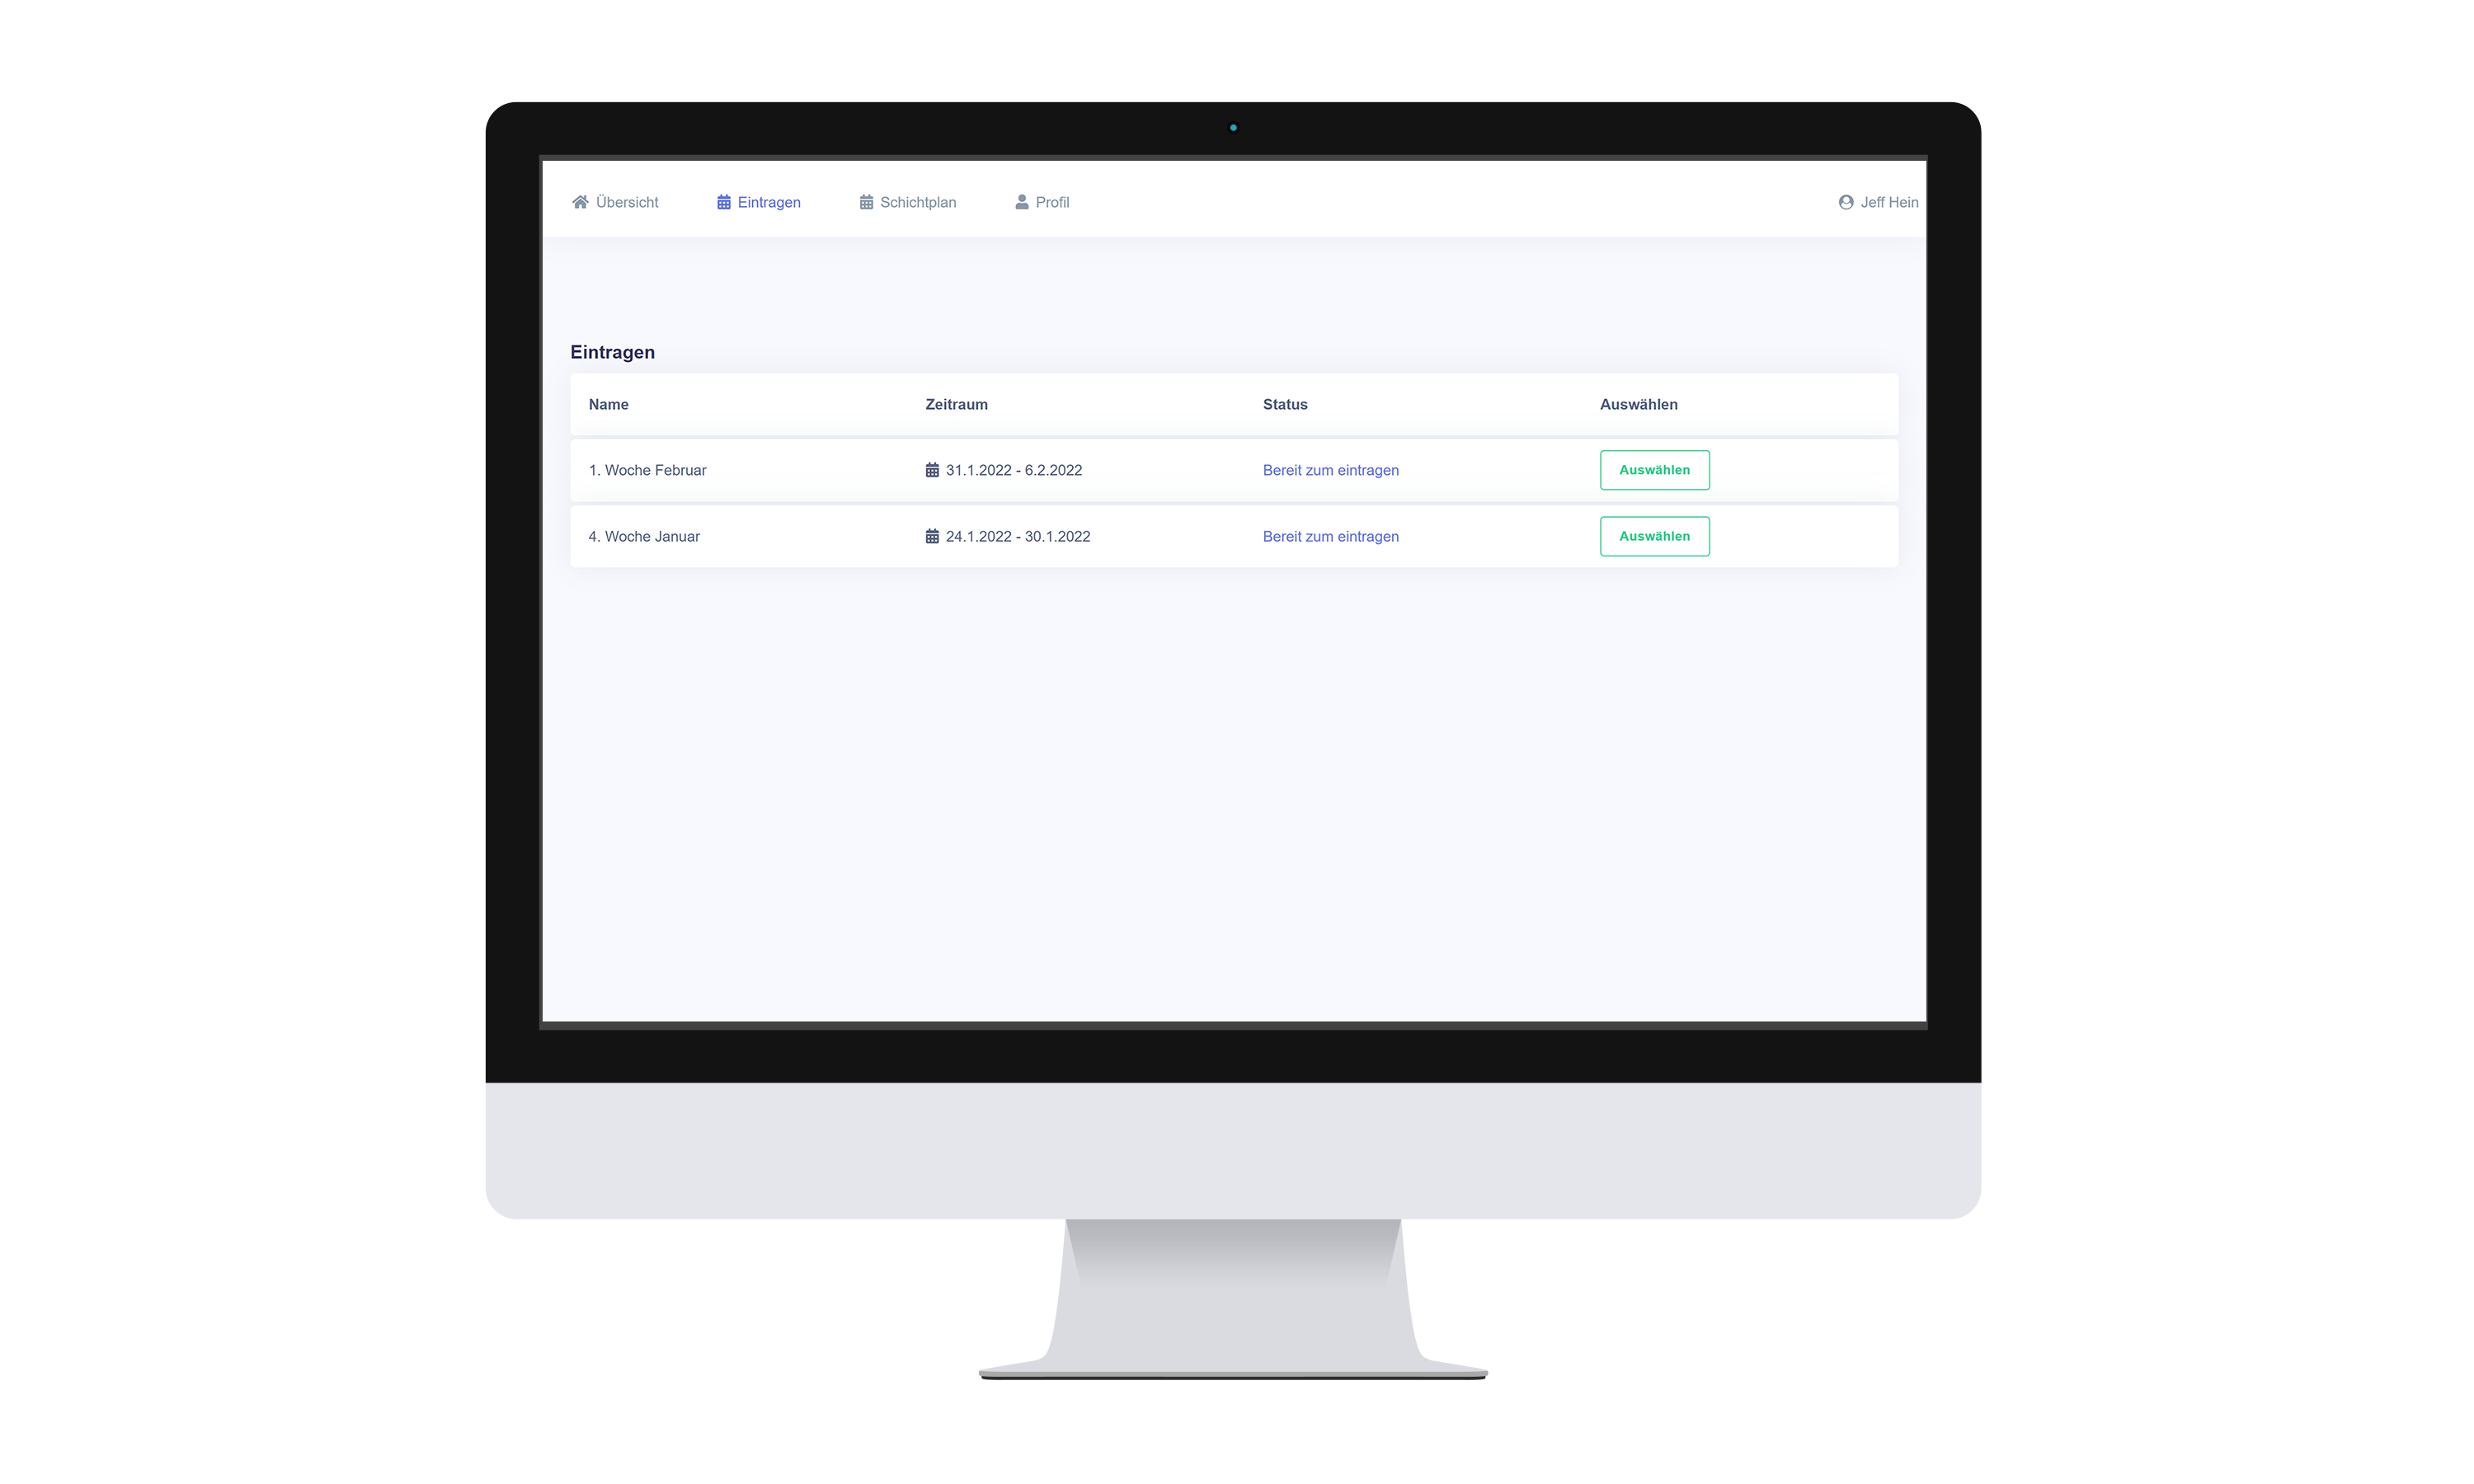 Übersicht Eintragen Schichtplan Profil Jeff Hein
Eintragen
Name Zeitraum Status Auswählen
1. Woche Februar 31.1.2022 - 6.2.2022 Bereit zum eintragen Auswählen
4. Woche Januar 24.1.2022 - 30.1.2022 Bereit zum eintragen Auswählen